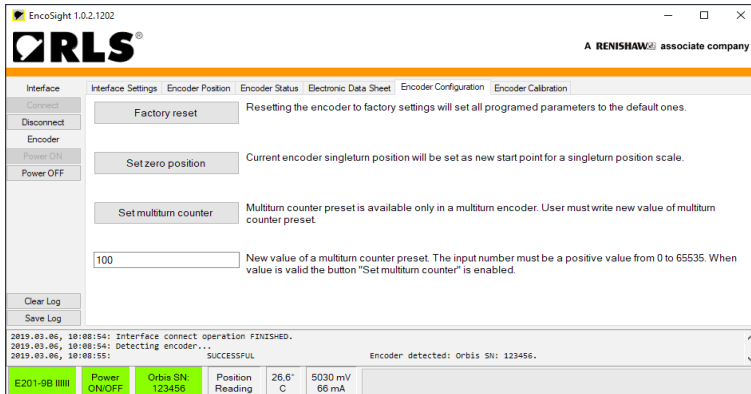 EncoSight 1.0.2.1202
RLS®
A RENISHAW associate company
Interface
Interface Settings Encoder Position Encoder Status Electronic Data Sheet Encoder Configuration Encoder Calibration
Connect
Disconnect
Encoder
Power ON
Power OFF
Factory reset
Resetting the encoder to factory settings will set all programed parameters to the default ones.
Set zero position
Current encoder singleturn position will be set as new start point for a singleturn position scale.
Set multiturn counter
Multiturn counter preset is available only in a multiturn encoder. User must write new value of multiturn
counter preset.
100
New value of a multiturn counter preset. The input number must be a positive value from 0 to 65535. When
value is valid the button "Set multiturn counter" is enabled.
Clear Log
Save Log
2019.03.06, 10:08:54: Interface connect operation FINISHED.
2019.03.06, 10:08:54: Detecting encoder...
2019.03.06, 10:08:55: SUCCESSFUL Encoder detected: Orbis SN: 123456.
E201-9B IIIIII
Power
ON/OFF
Orbis SN:
123456
Position
Reading
26,6°
C
5030 mV
66 mA